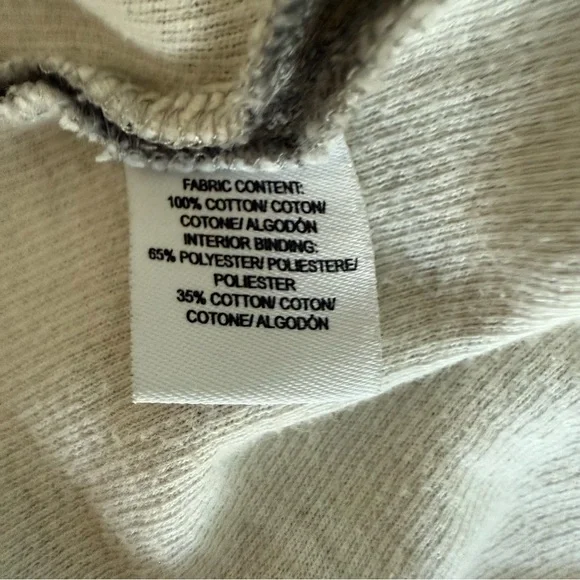 FABRIC CONTENT:
100% COTTON/ COTON/
COTONE/ ALGODÓN
INTERIOR BINDING:
65% POLYESTER/ POLIESTERE/
POLIESTER
35% COTTON/ COTON/
COTONE/ ALGODÓN